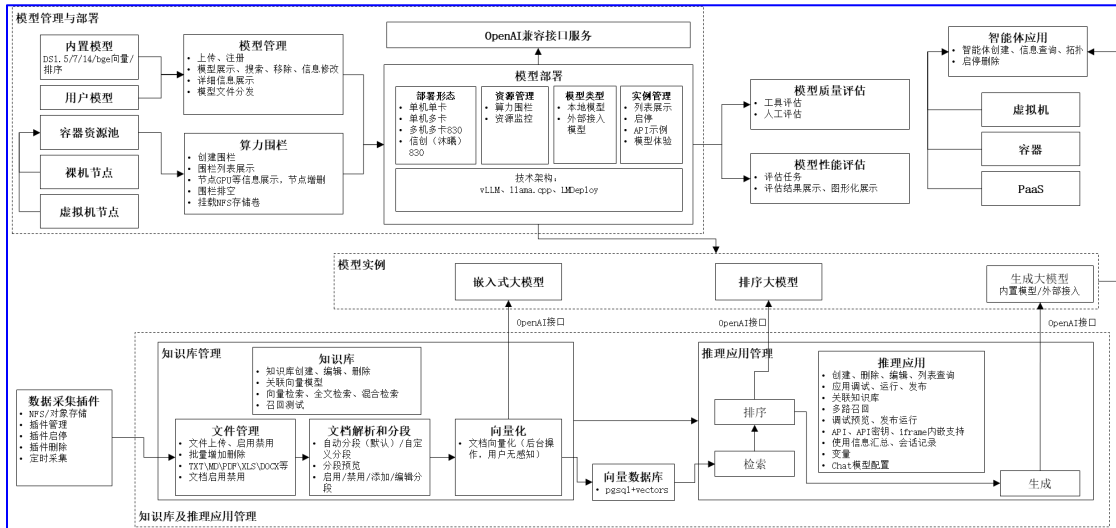 模型管理与部署
内置模型
DS1.5/7/14/bge向量/
排序
用户模型
容器资源池
裸机节点
虚拟机节点
模型管理
• 上传、注册
• 模型展示、搜索、移除、信息修改
• 详细信息展示
• 模型文件分发
算力围栏
• 创建围栏
• 围栏列表展示
• 节点GPU等信息展示，节点增删
• 围栏排空
• 挂载NFS存储卷
OpenAI兼容接口服务
模型部署
部署形态
• 单机单卡
• 单机多卡
• 多机多卡830
• 信创（沐曦）
830
资源管理
• 算力围栏
• 资源监控
模型类型
• 本地模型
• 外部接入
模型
实例管理
• 列表展示
• 启停
• API示例
• 模型体验
技术架构：
vLLM、llama.cpp、LMDeploy
模型质量评估
• 工具评估
• 人工评估
模型性能评估
• 评估任务
• 评估结果展示、图形化展示
智能体应用
• 智能体创建、信息查询、拓扑
• 启停删除
虚拟机
容器
PaaS
模型实例
嵌入式大模型
排序大模型
生成大模型
内置模型/外部接入
OpenAI接口
OpenAI接口
OpenAI接口
知识库管理
知识库
• 知识库创建、编辑、删除
• 关联向量模型
• 向量检索、全文检索、混合检索
• 召回测试
数据采集插件
• NFS/对象存储
• 插件管理
• 插件启停
• 插件删除
• 定时采集
文件管理
• 文件上传、启用禁用
• 批量增加删除
• TXT\MD\PDF\XLS\DOCX等
• 文档启用禁用
文档解析和分段
• 自动分段（默认）/自定
义分段
• 分段预览
• 启用/禁用/添加/编辑分
段
向量化
• 文档向量化（后台操
作，用户无感知）
向量数据库
• pgsql+vectors
推理应用管理
排序
检索
推理应用
• 创建、删除、编辑、列表查询
• 应用调试、运行、发布
• 关联知识库
• 多路召回
• 调试预览、发布运行
• API、API密钥、iframe内嵌支持
• 使用信息汇总、会话记录
• 变量
• Chat模型配置
生成
知识库及推理应用管理